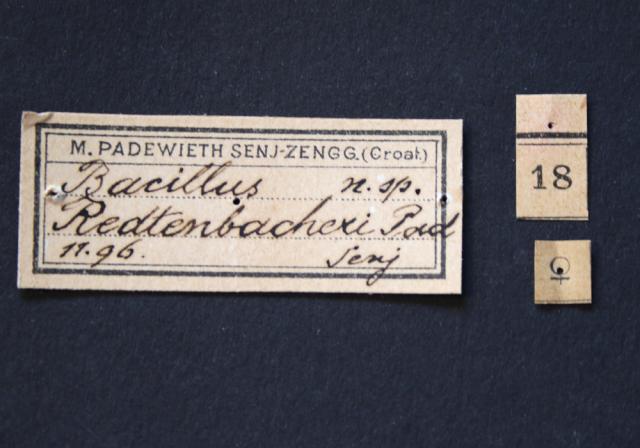 M. PADEWIETH SENJ-ZENGG. (Croat.)
Bacillus n. sp.
Redtenbacheri Pad
11.96. Senj
18
♀